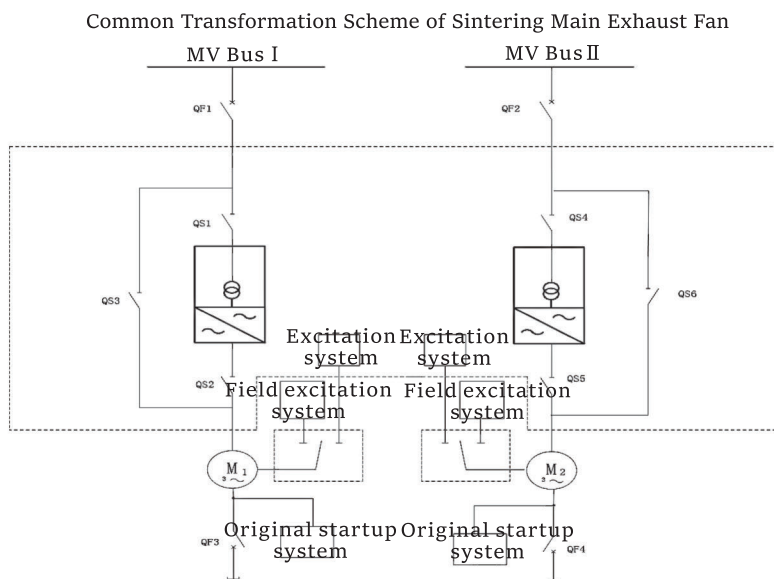 Common Transformation Scheme of Sintering Main Exhaust Fan
MV Bus I
MV Bus II
QF1
QF2
QS1
QS4
QS3
QS6
Excitation
system
Excitation
system
QS2
QS5
Field excitation
system
Field excitation
system
M1
3~
M2
3~
Original startup
system
Original startup
system
QF3
QF4